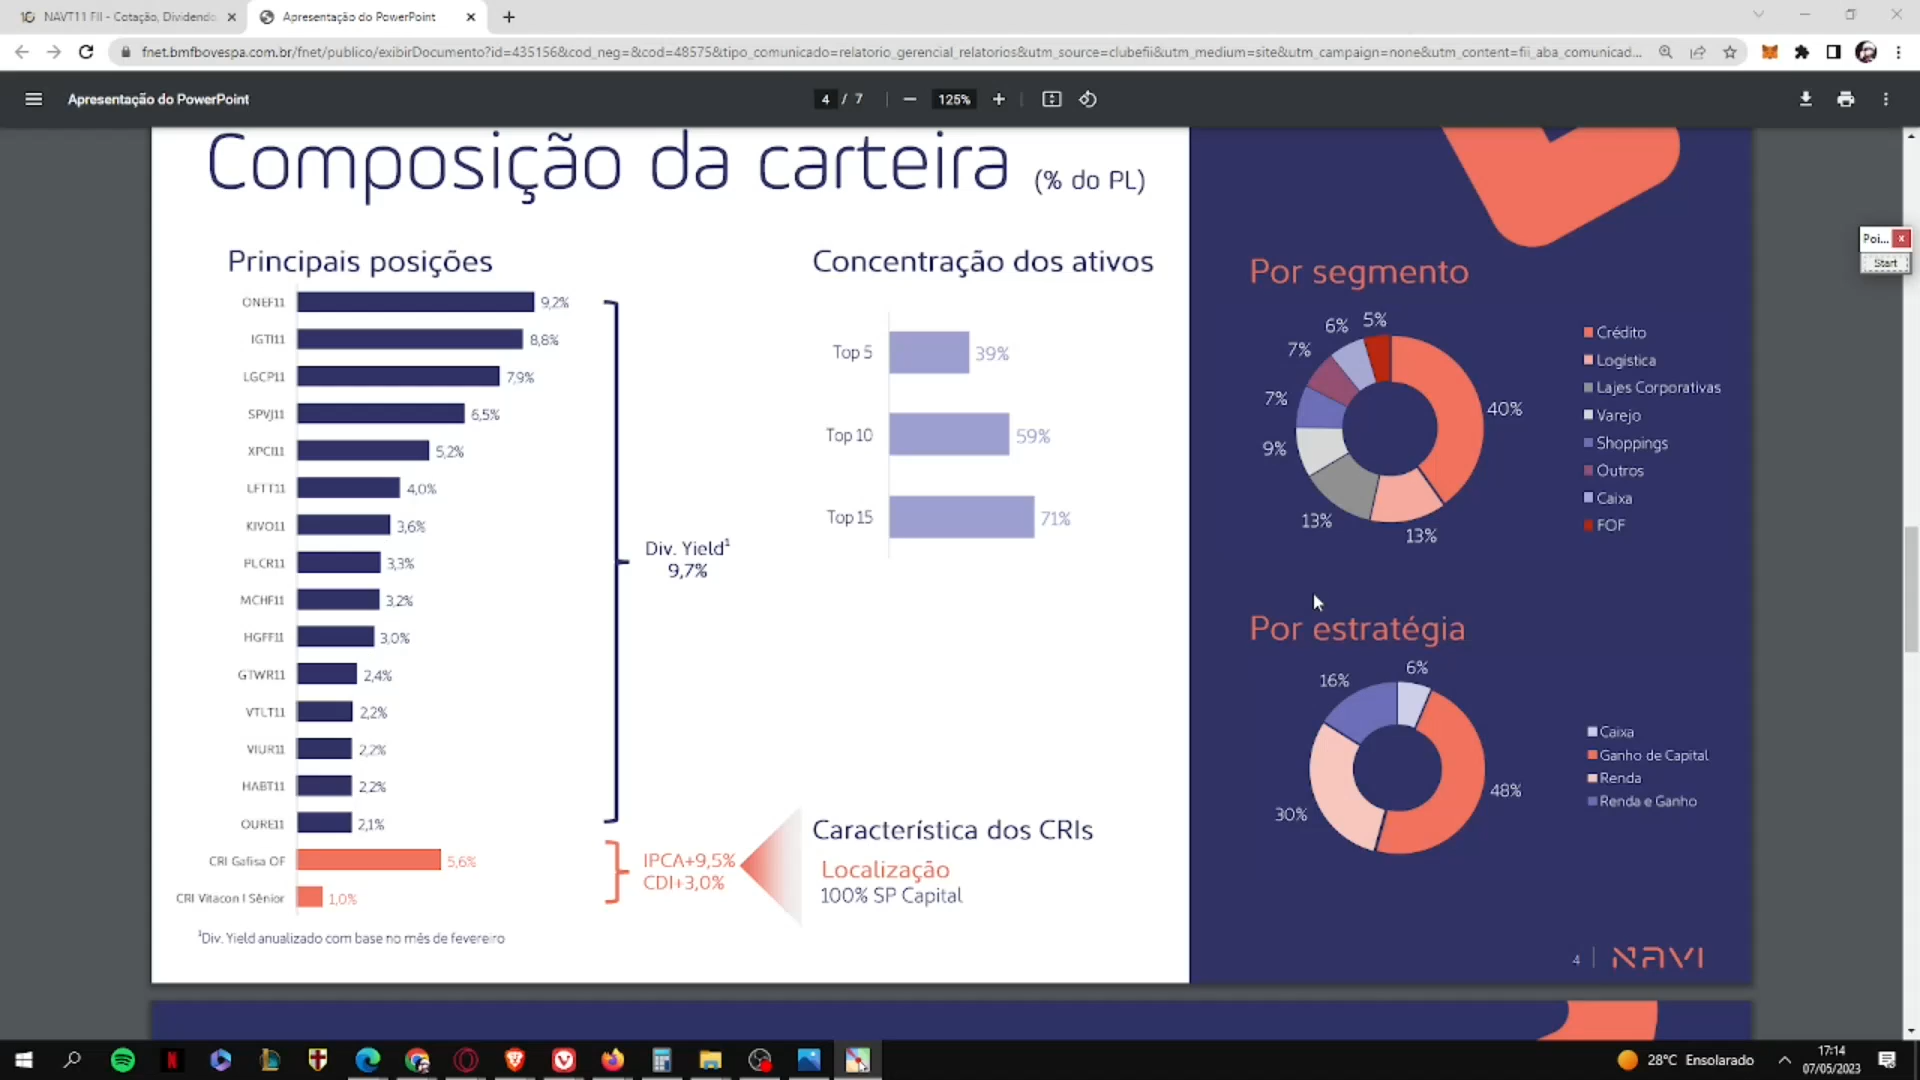 NAVT11 FII - Cotação, Dividendo
Apresentação do PowerPoint
fnet.bmfbovespa.com.br/fnet/publico/exibirDocumento?id=435156&cod_neg=&cod=48575&tipo_comunicado=relatorio_gerencial_relatorios&utm_source=clubefii&utm_medium=site&utm_campaign=none&utm_content=fii_aba_comunicad...
Apresentação do PowerPoint
4 / 7
125%
Composição da carteira (% do PL)
Principais posições
ONEF11 9,2%
IGTI11 8,8%
LGCP11 7,9%
SPVJ11 6,5%
XPCI11 5,2%
LFTT11 4,0%
KIVO11 3,6%
PLCR11 3,3%
MCHF11 3,2%
HGFF11 3,0%
GTWR11 2,4%
VTLT11 2,2%
VIUR11 2,2%
HABT11 2,2%
OURE11 2,1%
CRI Gafisa OF 5,6%
CRI Vitacon I Sênior 1,0%
Div. Yield¹
9,7%
IPCA+9,5%
CDI+3,0%
¹Div. Yield anualizado com base no mês de fevereiro
Concentração dos ativos
Top 5 39%
Top 10 59%
Top 15 71%
Característica dos CRIs
Localização
100% SP Capital
Por segmento
5%
6%
7%
7%
9%
13%
13%
40%
Crédito
Logística
Lajes Corporativas
Varejo
Shoppings
Outros
Caixa
FOF
Por estratégia
6%
16%
30%
48%
Caixa
Ganho de Capital
Renda
Renda e Ganho
4 | NAVI
Poi...
Start
28°C Ensolarado
17:14
07/05/2023